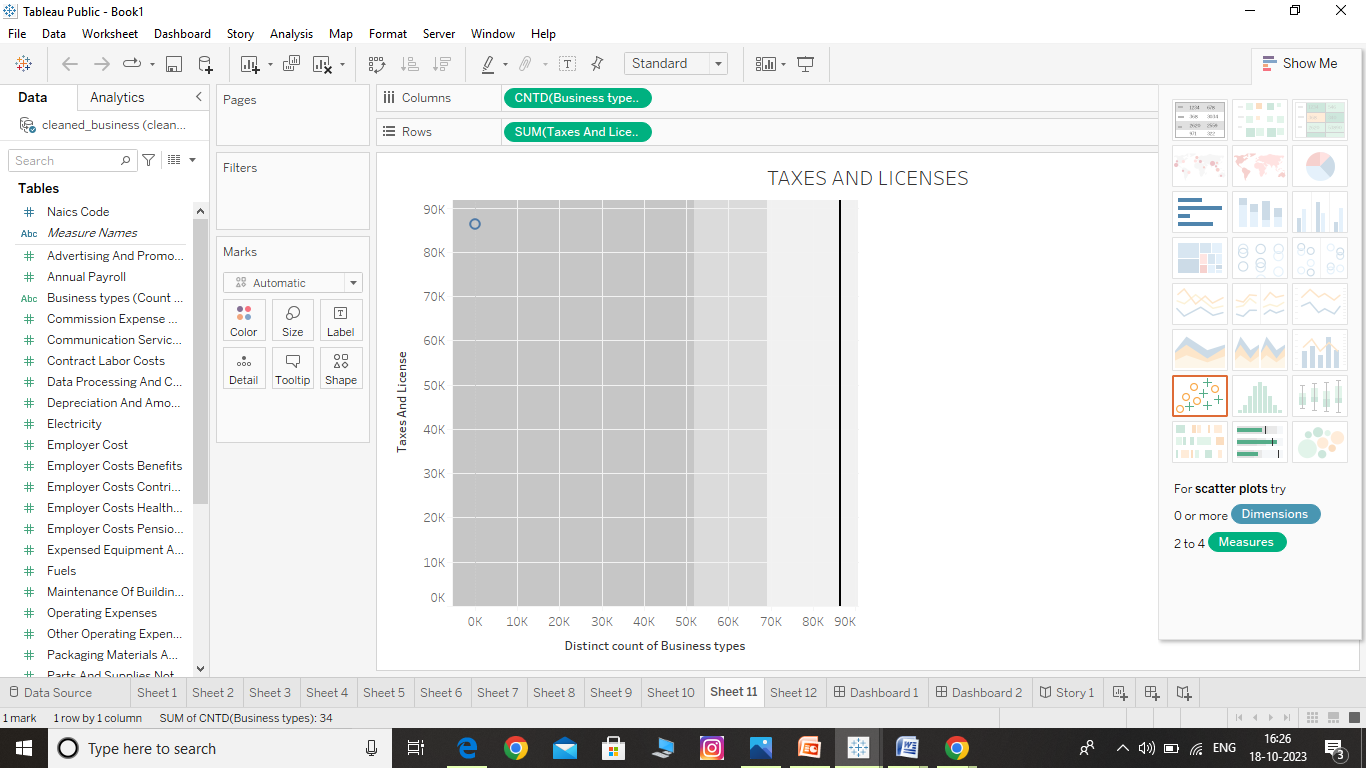 Tableau Public - Book1
File Data Worksheet Dashboard Story Analysis Map Format Server Window Help
Standard
Show Me
Data Analytics
cleaned_business (clean...
Search
Tables
Naics Code
Abc Measure Names
Advertising And Promo...
Annual Payroll
Abc Business types (Count ...
Commission Expense ...
Communication Servic...
Contract Labor Costs
Data Processing And C...
Depreciation And Amo...
Electricity
Employer Cost
Employer Costs Benefits
Employer Costs Contri...
Employer Costs Health...
Employer Costs Pensio...
Expensed Equipment A...
Fuels
Maintenance Of Buildin...
Operating Expenses
Other Operating Expen...
Packaging Materials A...
Parts And Supplies Not
Pages
Filters
Marks
Automatic
Color Size Label
Detail Tooltip Shape
Columns CNTD(Business type..
Rows SUM(Taxes And Lice..
TAXES AND LICENSES
Taxes And License
90K
80K
70K
60K
50K
40K
30K
20K
10K
0K
0K 10K 20K 30K 40K 50K 60K 70K 80K 90K
Distinct count of Business types
For scatter plots try
0 or more Dimensions
2 to 4 Measures
Data Source Sheet 1 Sheet 2 Sheet 3 Sheet 4 Sheet 5 Sheet 6 Sheet 7 Sheet 8 Sheet 9 Sheet 10 Sheet 11 Sheet 12 Dashboard 1 Dashboard 2 Story 1
1 mark 1 row by 1 column SUM of CNTD(Business types): 34
Type here to search
ENG
16:26
18-10-2023
3